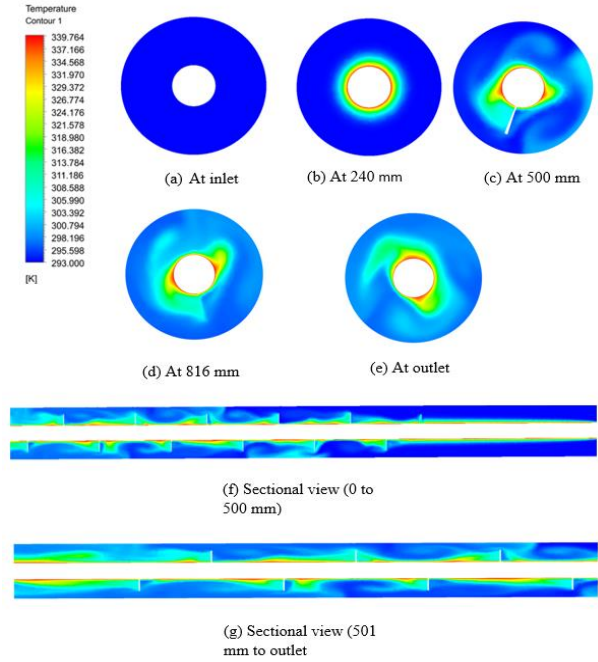 Temperature
Contour 1
339.764
337.166
334.568
331.970
329.372
326.774
324.176
321.578
318.980
316.382
313.784
311.186
308.588
305.990
303.392
300.794
298.196
295.598
293.000
[K]
(a) At inlet
(b) At 240 mm
(c) At 500 mm
(d) At 816 mm
(e) At outlet
(f) Sectional view (0 to
500 mm)
(g) Sectional view (501
mm to outlet